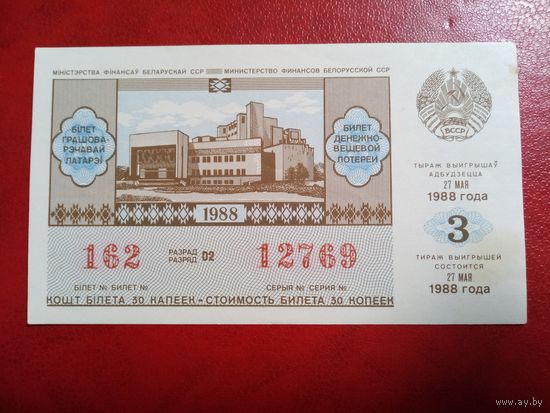 МІНІСТЭРСТВА ФІНАНСАЎ БЕЛАРУСКАЙ ССР МИНИСТЕРСТВО ФИНАНСОВ БЕЛОРУССКОЙ ССР
БІЛЕТ
ГРАШОВА-
РЭЧАВАЙ
ЛАТАРЭІ
БИЛЕТ
ДЕНЕЖНО-
ВЕЩЕВОЙ
ЛОТЕРЕИ
1988
162
РАЗРАД
РАЗРЯД 02
12769
БІЛЕТ № БИЛЕТ №
СЕРЫЯ № СЕРИЯ №
КОШТ БІЛЕТА 30 КАПЕЕК – СТОИМОСТЬ БИЛЕТА 30 КОПЕЕК
БССР
ТЫРАЖ ВЫІГРЫШАЎ
АДБУДЗЕЦЦА
27 МАЯ
1988 года
3
ТИРАЖ ВЫИГРЫШЕЙ
СОСТОИТСЯ
27 МАЯ
1988 года
www.ay.by